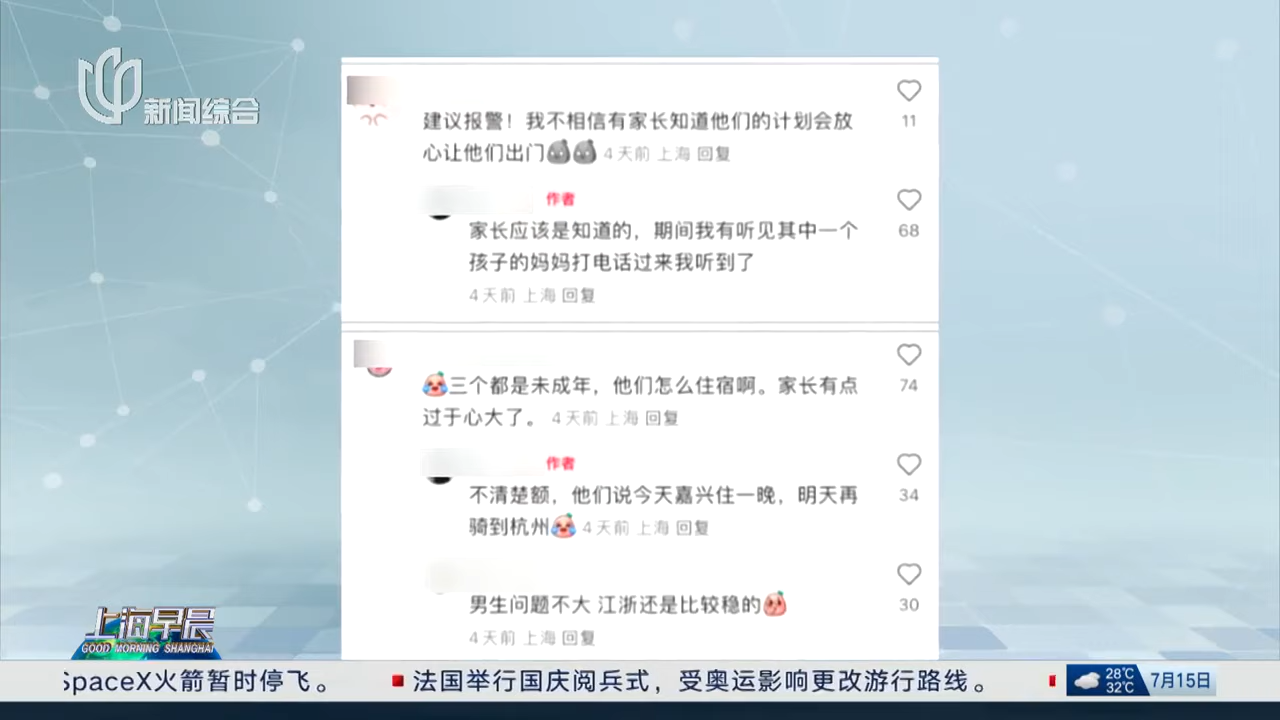 新闻综合
建议报警！我不相信有家长知道他们的计划会放
心让他们出门 4天前 上海 回复
11
作者
家长应该是知道的，期间我有听见其中一个
孩子的妈妈打电话过来我听到了
4天前 上海 回复
68
三个都是未成年，他们怎么住宿啊。家长有点
过于心大了。 4天前 上海 回复
74
作者
不清楚额，他们说今天嘉兴住一晚，明天再
骑到杭州 4天前 上海 回复
34
男生问题不大 江浙还是比较稳的
4天前 上海 回复
30
上海早晨
GOOD MORNING SHANGHAI
SpaceX火箭暂时停飞。 法国举行国庆阅兵式，受奥运影响更改游行路线。
28℃
32℃
7月15日